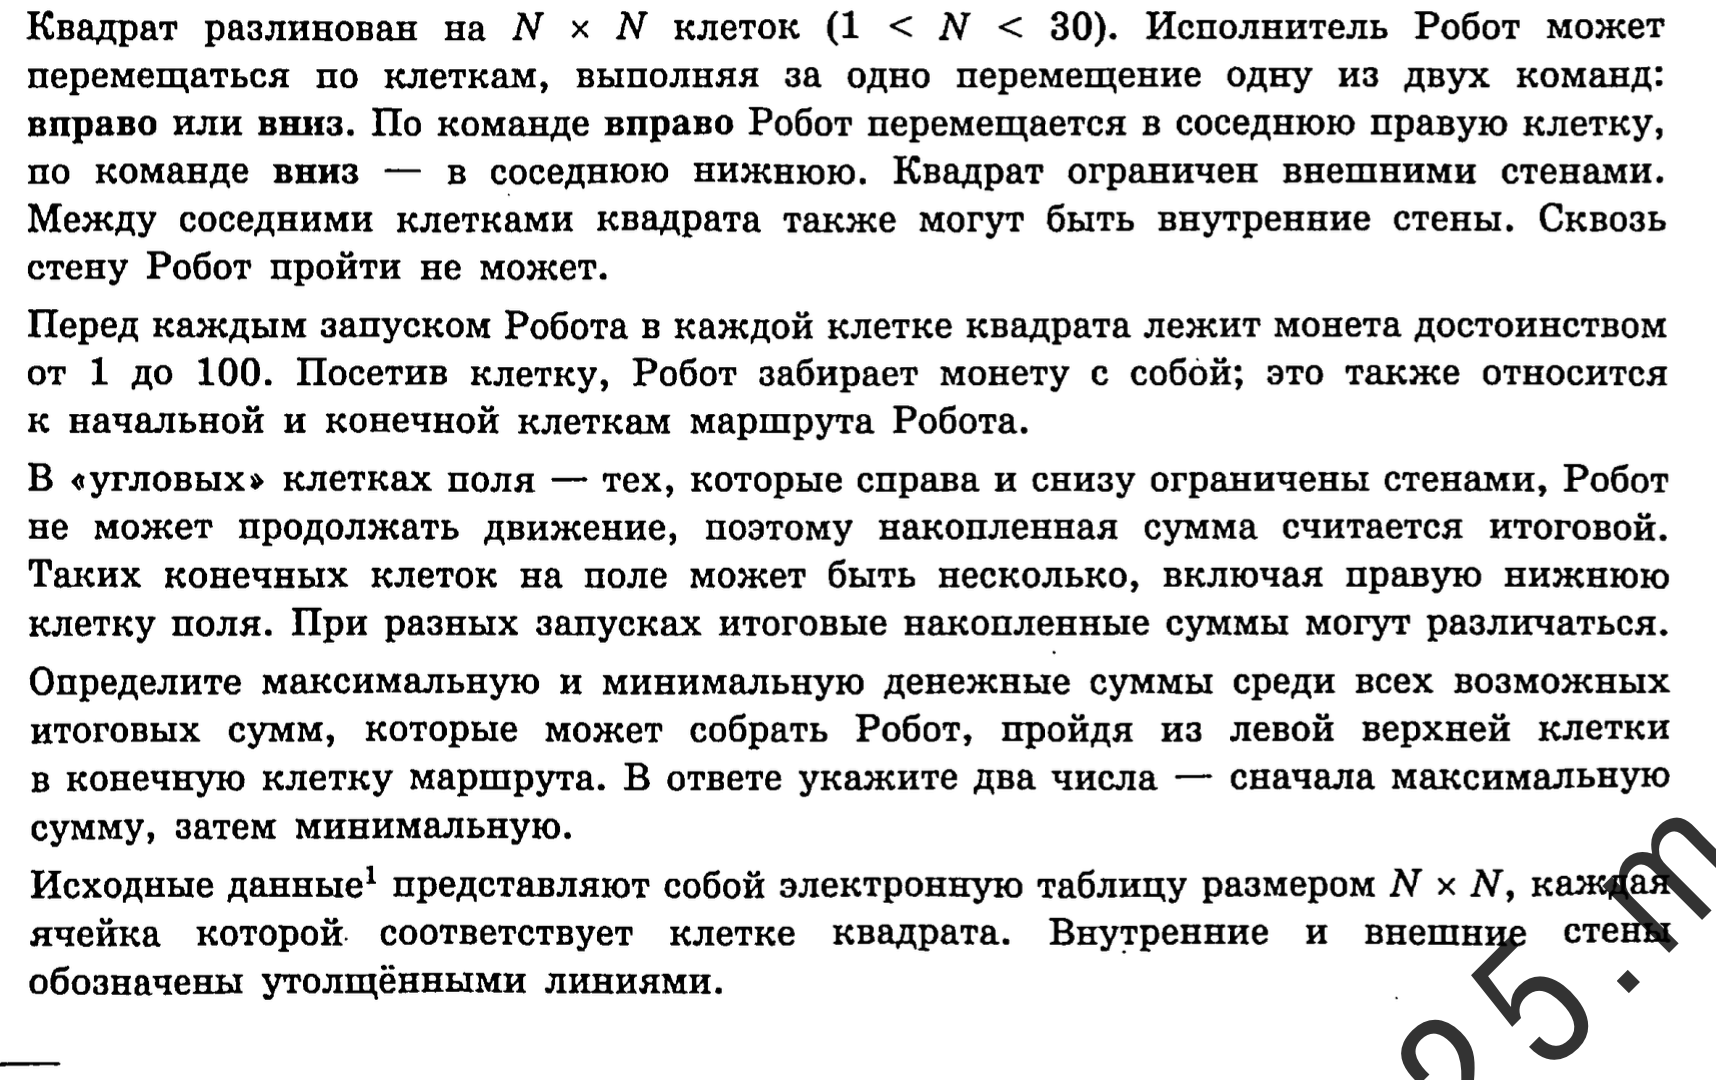 Квадрат разлинован на N × N клеток (1 < N < 30). Исполнитель Робот может
перемещаться по клеткам, выполняя за одно перемещение одну из двух команд:
вправо или вниз. По команде вправо Робот перемещается в соседнюю правую клетку,
по команде вниз — в соседнюю нижнюю. Квадрат ограничен внешними стенами.
Между соседними клетками квадрата также могут быть внутренние стены. Сквозь
стену Робот пройти не может.
Перед каждым запуском Робота в каждой клетке квадрата лежит монета достоинством
от 1 до 100. Посетив клетку, Робот забирает монету с собой; это также относится
к начальной и конечной клеткам маршрута Робота.
В «угловых» клетках поля — тех, которые справа и снизу ограничены стенами, Робот
не может продолжать движение, поэтому накопленная сумма считается итоговой.
Таких конечных клеток на поле может быть несколько, включая правую нижнюю
клетку поля. При разных запусках итоговые накопленные суммы могут различаться.
Определите максимальную и минимальную денежные суммы среди всех возможных
итоговых сумм, которые может собрать Робот, пройдя из левой верхней клетки
в конечную клетку маршрута. В ответе укажите два числа — сначала максимальную
сумму, затем минимальную.
Исходные данные¹ представляют собой электронную таблицу размером N × N, каждая
ячейка которой соответствует клетке квадрата. Внутренние и внешние стены
обозначены утолщёнными линиями.
25.m